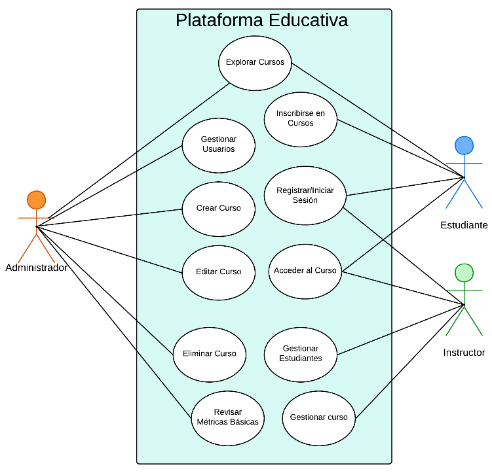 Plataforma Educativa
Explorar Cursos
Inscribirse en
Cursos
Gestionar
Usuarios
Registrar/Iniciar
Sesión
Crear Curso
Estudiante
Administrador
Editar Curso
Acceder al Curso
Eliminar Curso
Gestionar
Estudiantes
Instructor
Revisar
Métricas Básicas
Gestionar curso